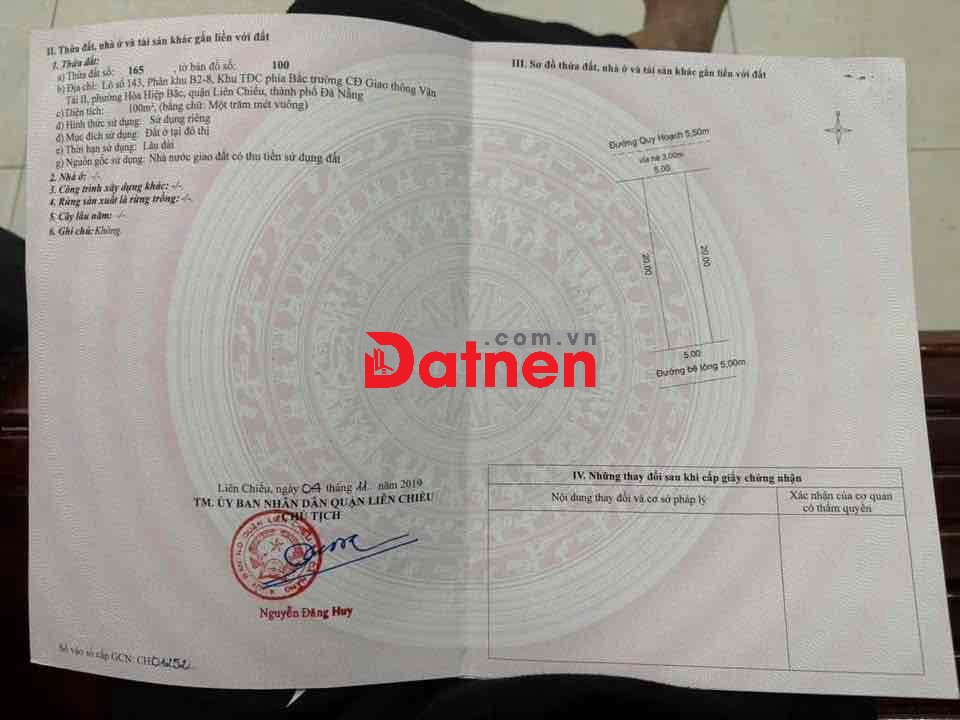 II. Thửa đất, nhà ở và tài sản khác gắn liền với đất
1. Thửa đất:
a) Thửa đất số: 165 , tờ bản đồ số: 100
b) Địa chỉ: Lô số 143, Phân khu B2-8, Khu TĐC phía Bắc trường CĐ Giao thông Vân
Tải II, phường Hòa Hiệp Bắc, quận Liên Chiểu, thành phố Đà Nẵng
c) Diện tích: 100m², (bằng chữ: Một trăm mét vuông)
d) Hình thức sử dụng: Sử dụng riêng
đ) Mục đích sử dụng: Đất ở tại đô thị
e) Thời hạn sử dụng: Lâu dài
g) Nguồn gốc sử dụng: Nhà nước giao đất có thu tiền sử dụng đất
2. Nhà ở: -/-.
3. Công trình xây dựng khác: -/-.
4. Rừng sản xuất là rừng trồng: -/-.
5. Cây lâu năm: -/-.
6. Ghi chú: Không.
Liên Chiểu, ngày 04 tháng 11 năm 2019
TM. ỦY BAN NHÂN DÂN QUẬN LIÊN CHIỂU
CHỦ TỊCH
Nguyễn Đăng Huy
Số vào sổ cấp GCN: CH01252
III. Sơ đồ thửa đất, nhà ở và tài sản khác gắn liền với đất
Đường Quy Hoạch 5,50m
vỉa hè 3,00m
5.00
20.00
20.00
5.00
Đường bê tông 5,00m
IV. Những thay đổi sau khi cấp giấy chứng nhận
Nội dung thay đổi và cơ sở pháp lý
Xác nhận của cơ quan
có thẩm quyền
.com.vn
Datnen